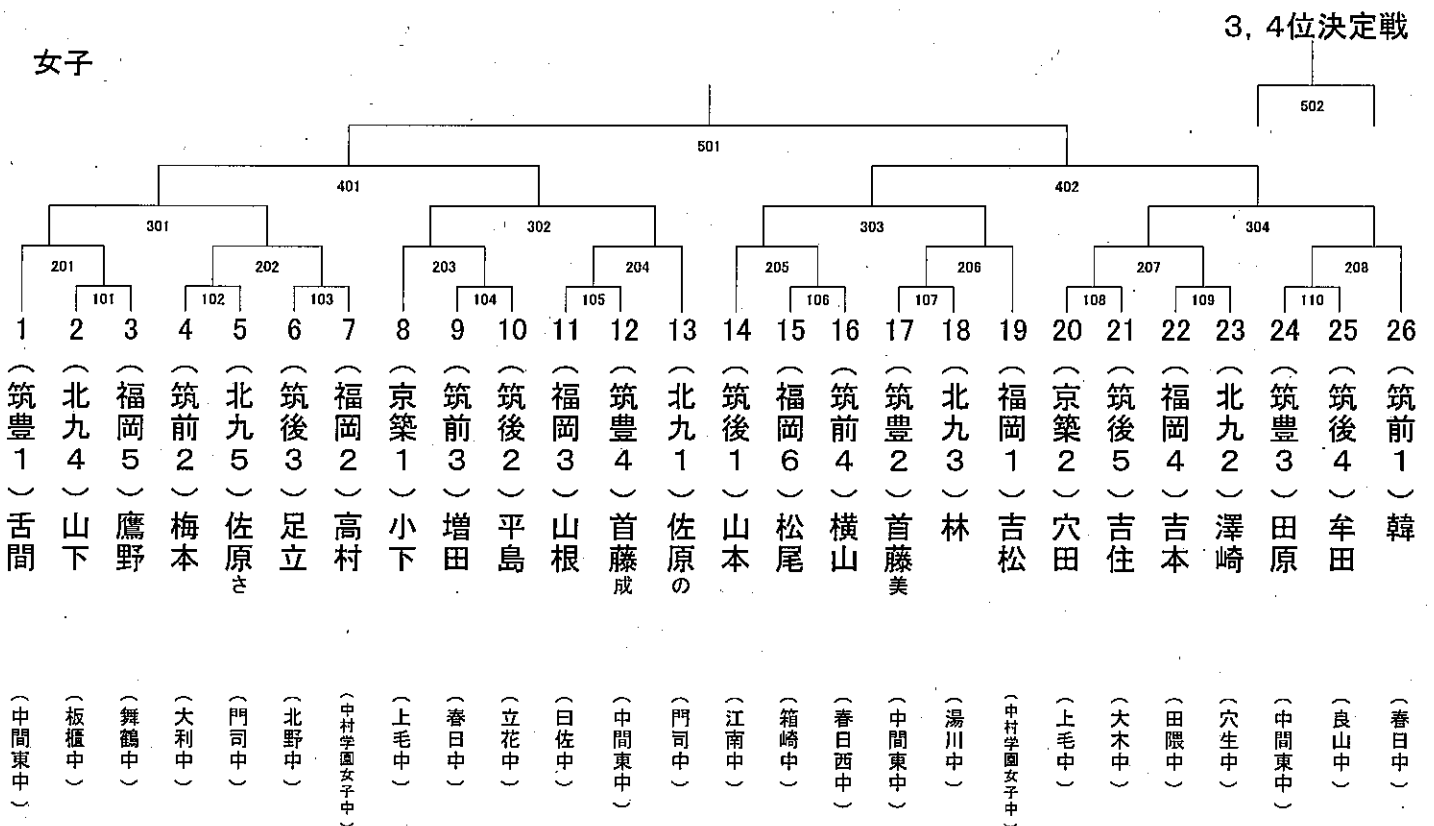 3, 4位決定戦
女子
502
501
401
402
301
302
303
304
201
202
203
204
205
206
207
208
101
102
103
104
105
106
107
108
109
110
1 2 3 4 5 6 7 8 9 10 11 12 13 14 15 16 17 18 19 20 21 22 23 24 25 26
（筑豊1）舌間
（北九4）山下
（福岡5）鷹野
（筑前2）梅本
（北九5）佐原さ
（筑後3）足立
（福岡2）高村
（京築1）小下
（筑前3）増田
（筑後2）平島
（福岡3）山根
（筑豊4）首藤成
（北九1）佐原の
（筑後1）山本
（福岡6）松尾
（筑前4）横山
（筑豊2）首藤美
（北九3）林
（福岡1）吉松
（京築2）穴田
（筑後5）吉住
（福岡4）吉本
（北九2）澤崎
（筑豊3）田原
（筑後4）牟田
（筑前1）韓
（中間東中）
（板櫃中）
（舞鶴中）
（大利中）
（門司中）
（北野中）
（中村学園女子中）
（上毛中）
（春日中）
（立花中）
（曰佐中）
（中間東中）
（門司中）
（江南中）
（箱崎中）
（春日西中）
（中間東中）
（湯川中）
（中村学園女子中）
（上毛中）
（大木中）
（田隈中）
（穴生中）
（中間東中）
（良山中）
（春日中）